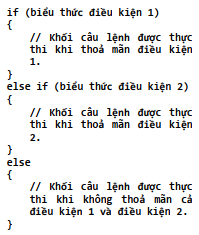 if (biểu thức điều kiện 1)
{
// Khối câu lệnh được thực
thi khi thoả mãn điều kiện
1.
}
else if (biểu thức điều kiện 2)
{
// Khối câu lệnh được thực
thi khi thoả mãn điều kiện
2.
}
else
{
// Khối câu lệnh được thực
thi khi không thoả mãn cả
điều kiện 1 và điều kiện 2.
}